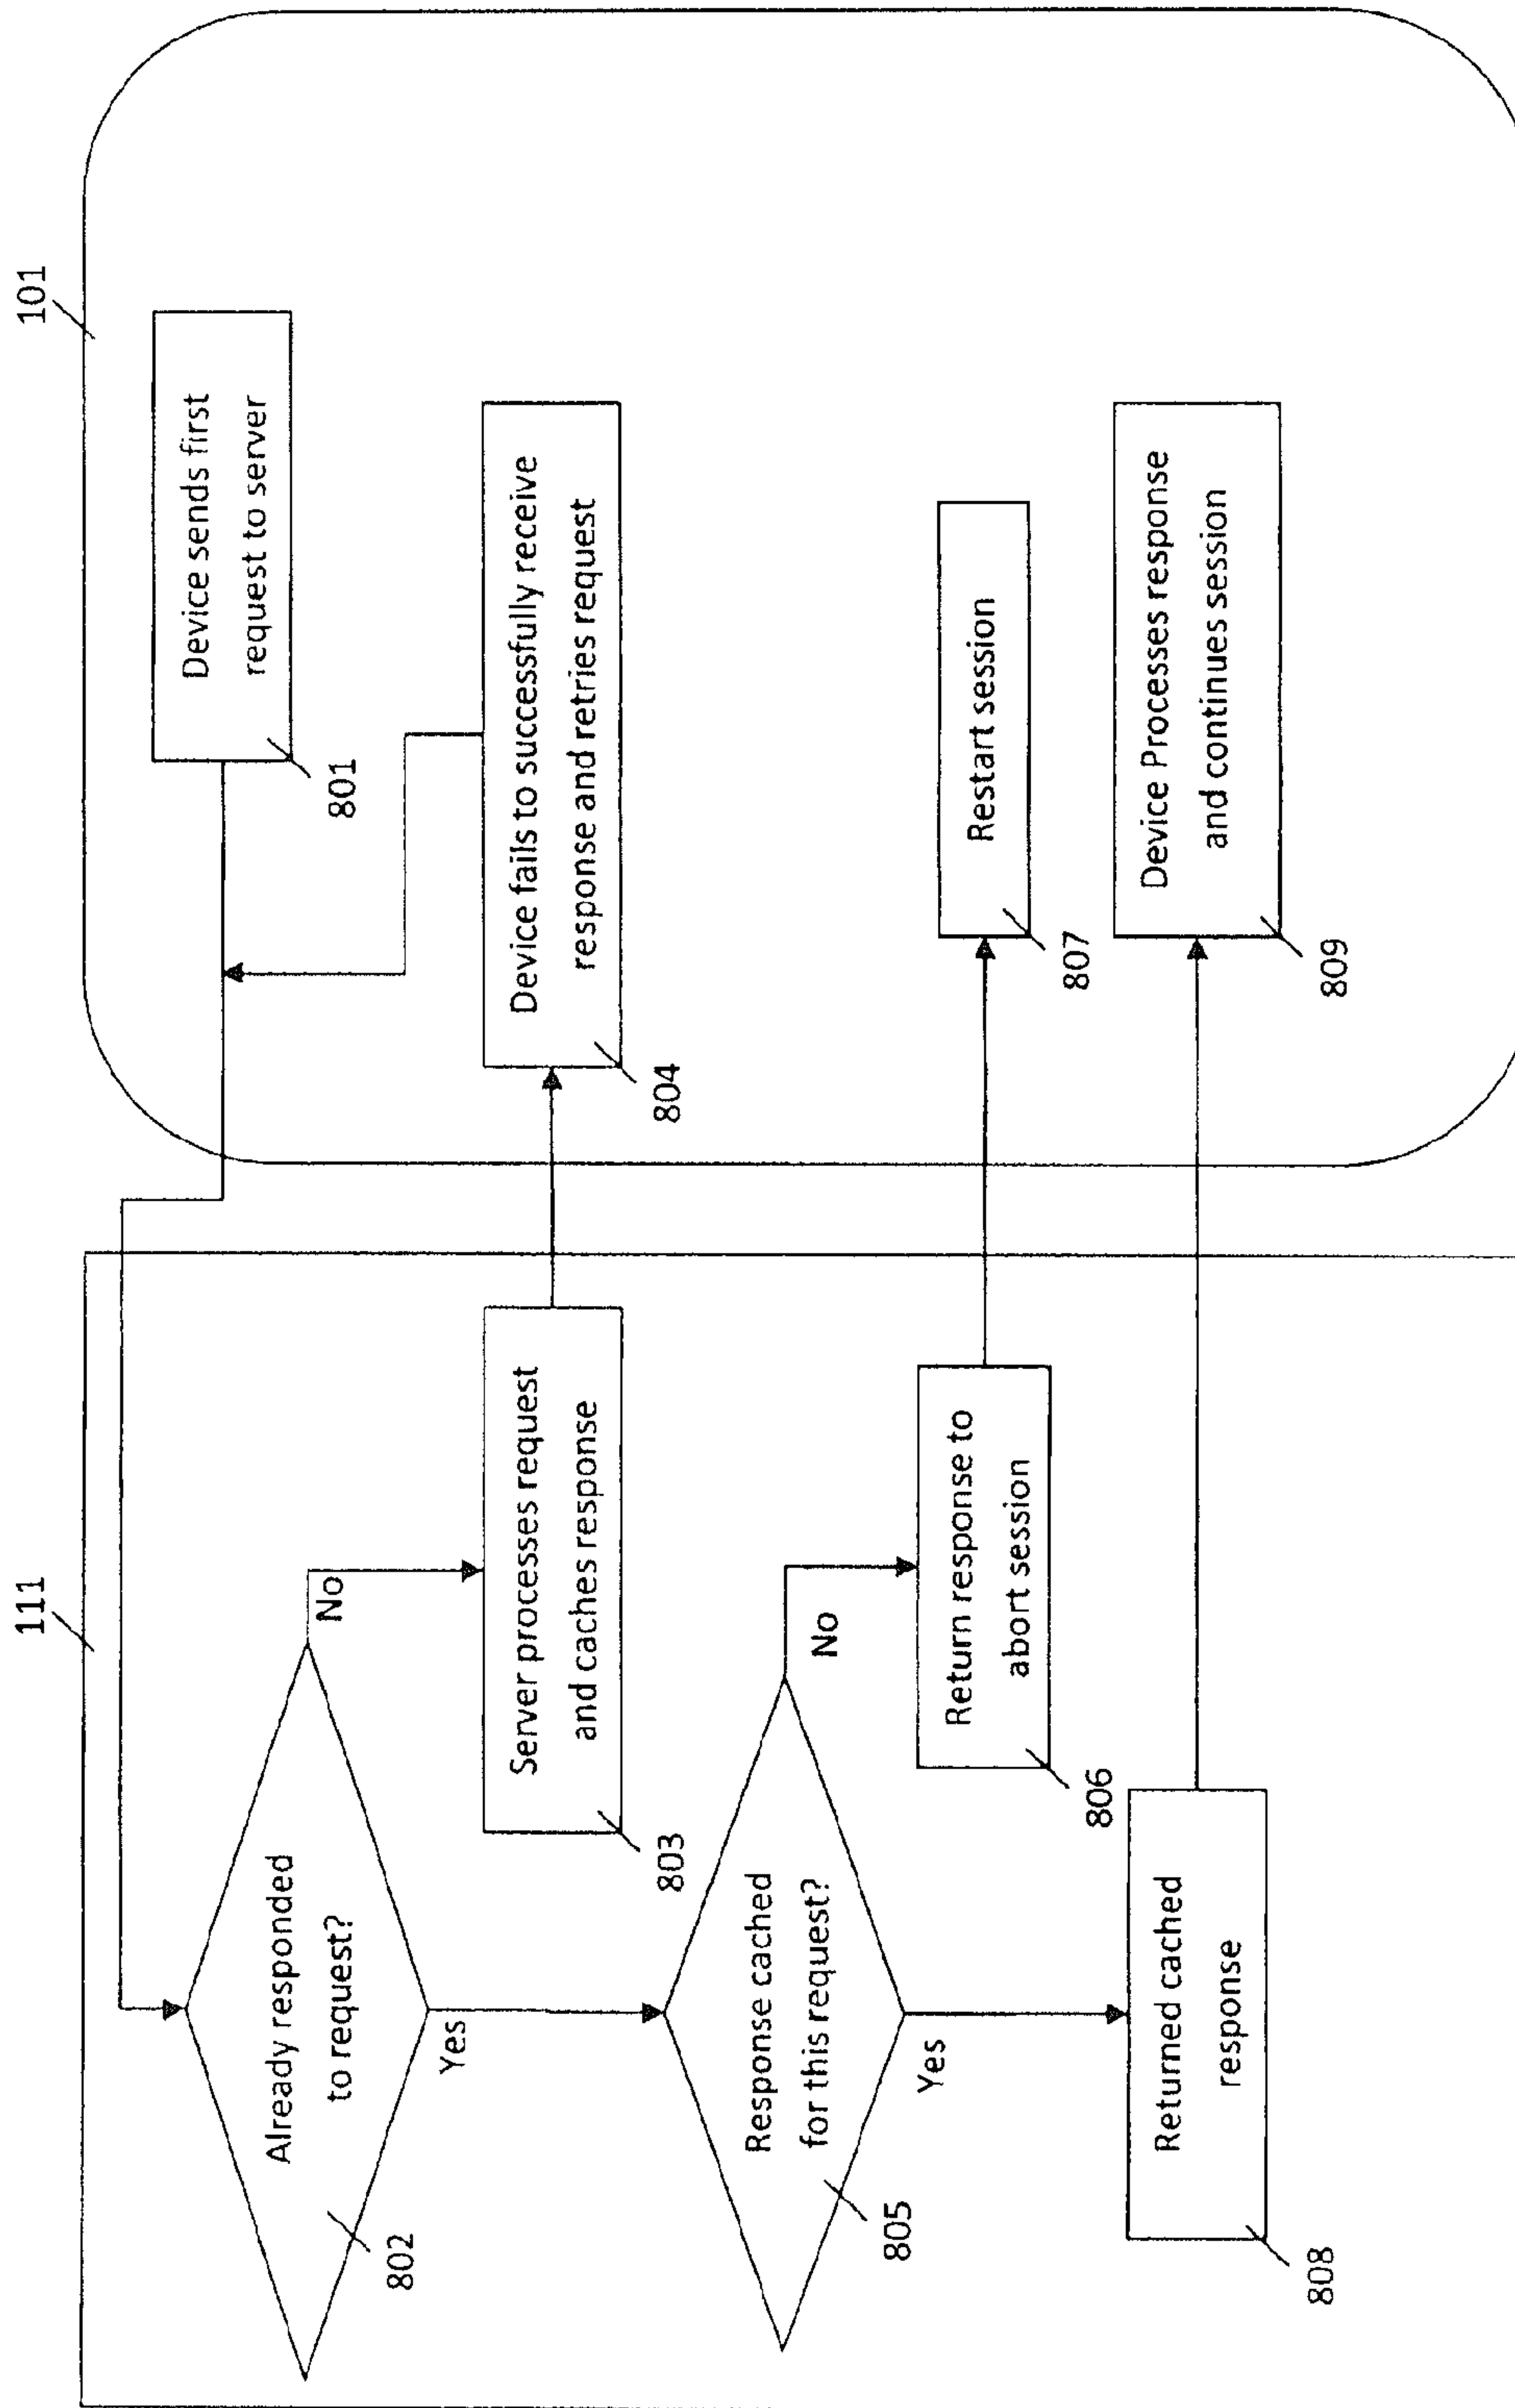 111
101
Device sends first
request to server
801
Already responded
to request?
802
No
Yes
Server processes request
and caches response
803
Device fails to successfully receive
response and retries request
804
Response cached
for this request?
805
No
Yes
Return response to
abort session
806
Restart session
807
Returned cached
response
808
Device Processes response
and continues session
809